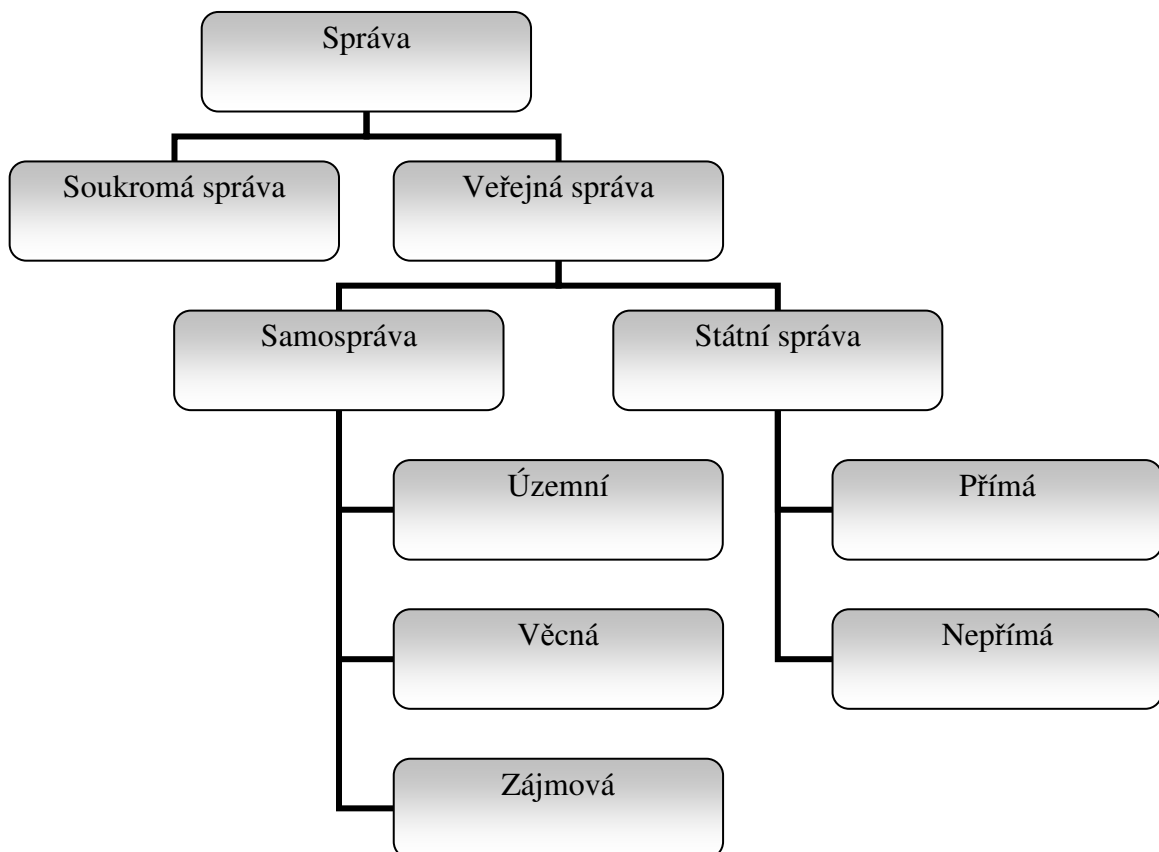 Správa
Soukromá správa
Veřejná správa
Samospráva
Státní správa
Územní
Přímá
Věcná
Nepřímá
Zájmová